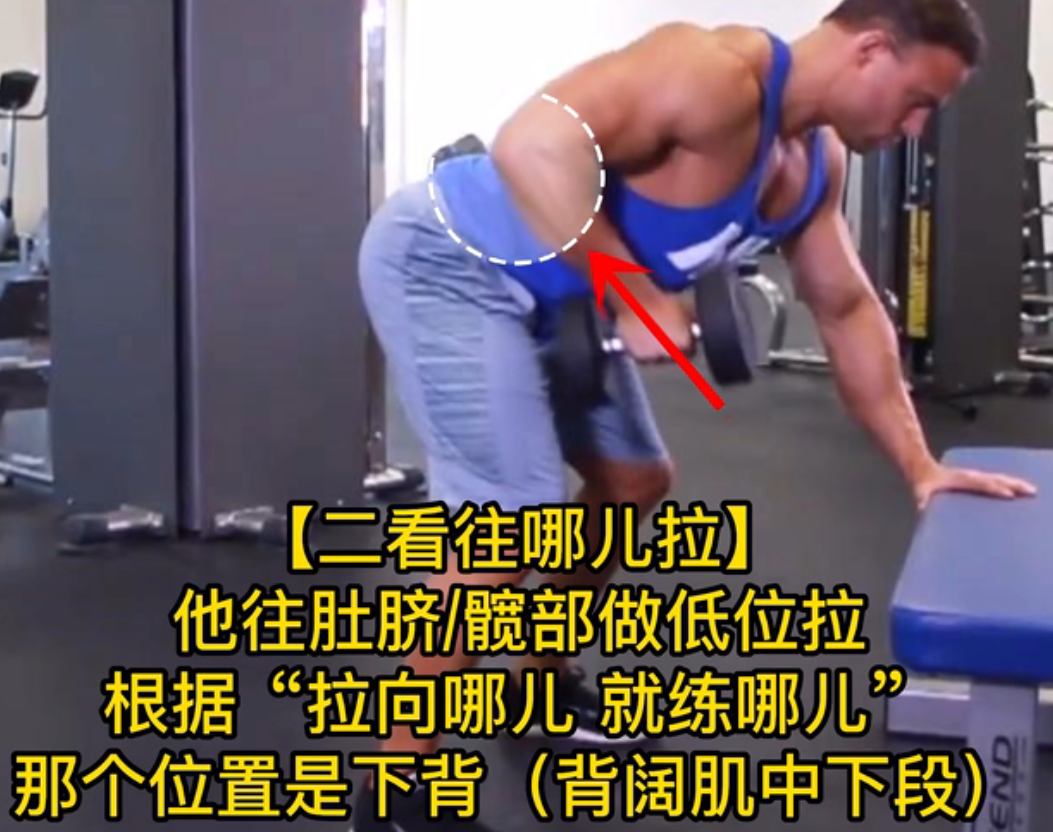 【二看往哪儿拉】
他往肚脐/髋部做低位拉
根据“拉向哪儿 就练哪儿”
那个位置是下背（背阔肌中下段）
END